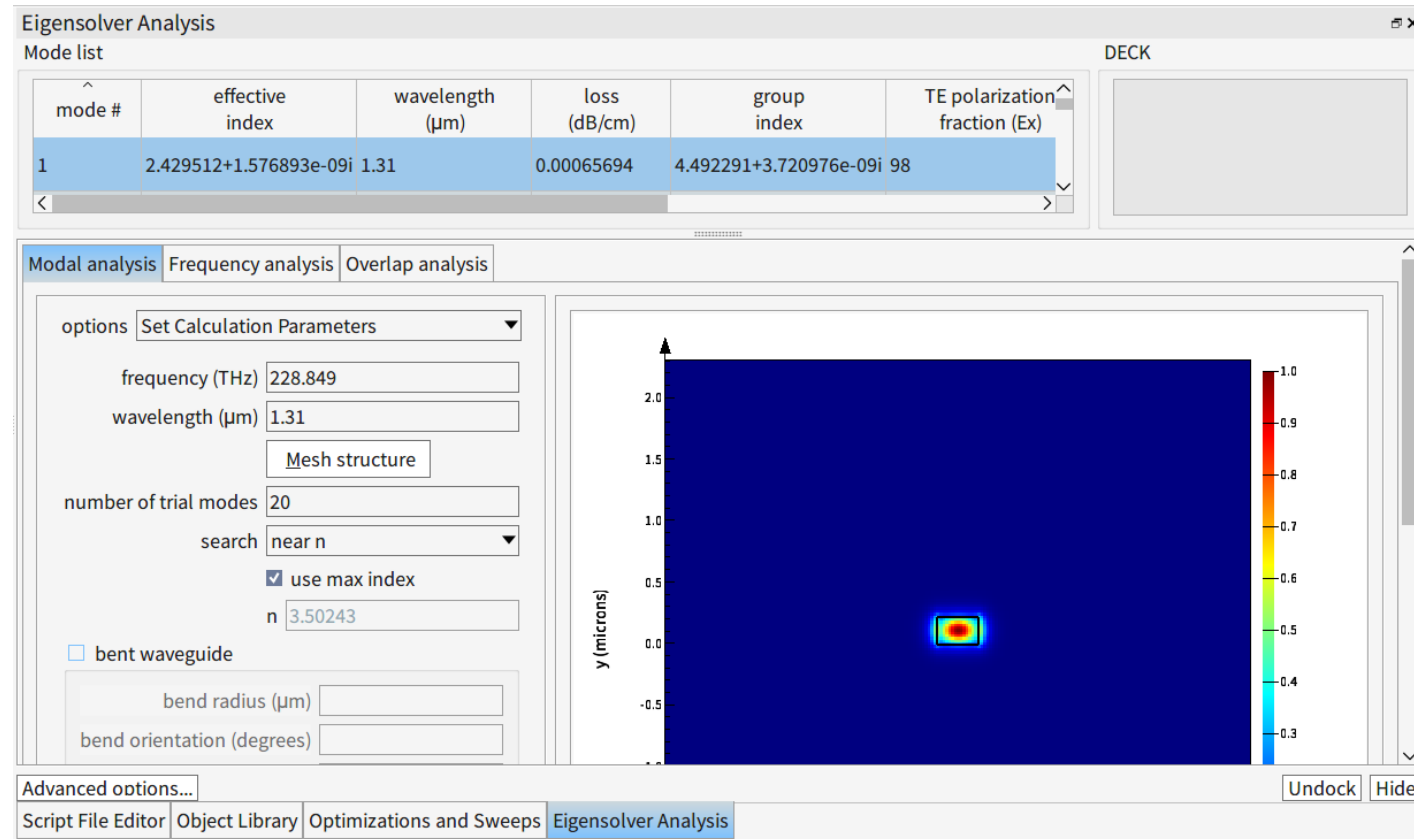 Eigensolver Analysis
Mode list
DECK
mode #
effective
index
wavelength
(µm)
loss
(dB/cm)
group
index
TE polarization
fraction (Ex)
1 2.429512+1.576893e-09i 1.31 0.00065694 4.492291+3.720976e-09i 98
Modal analysis Frequency analysis Overlap analysis
options Set Calculation Parameters
frequency (THz) 228.849
wavelength (µm) 1.31
Mesh structure
number of trial modes 20
search near n
use max index
n 3.50243
bent waveguide
bend radius (µm)
bend orientation (degrees)
y (microns)
2.0
1.5
1.0
0.5
0.0
-0.5
1.0
0.9
0.8
0.7
0.6
0.5
0.4
0.3
Advanced options...
Undock Hide
Script File Editor Object Library Optimizations and Sweeps Eigensolver Analysis